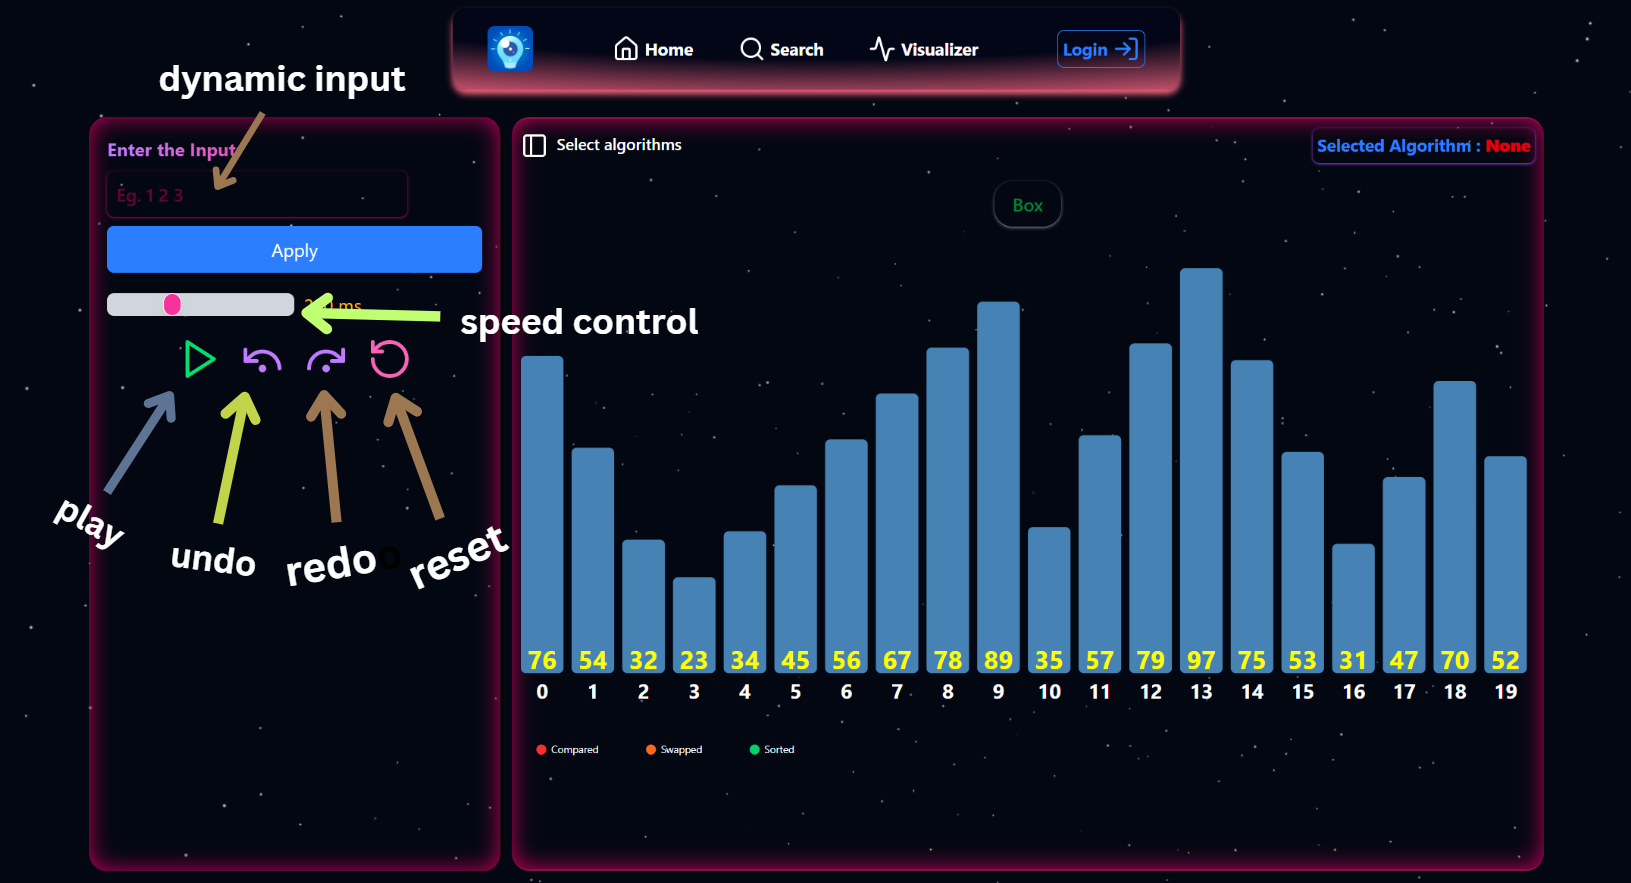 Home
Search
Visualizer
Login
dynamic input
Enter the Input
Eg. 1 2 3
Apply
ms
speed control
play
undo
redo
reset
Select algorithms
Selected Algorithm : None
Box
76 54 32 23 34 45 56 67 78 89 35 57 79 97 75 53 31 47 70 52
0 1 2 3 4 5 6 7 8 9 10 11 12 13 14 15 16 17 18 19
Compared
Swapped
Sorted